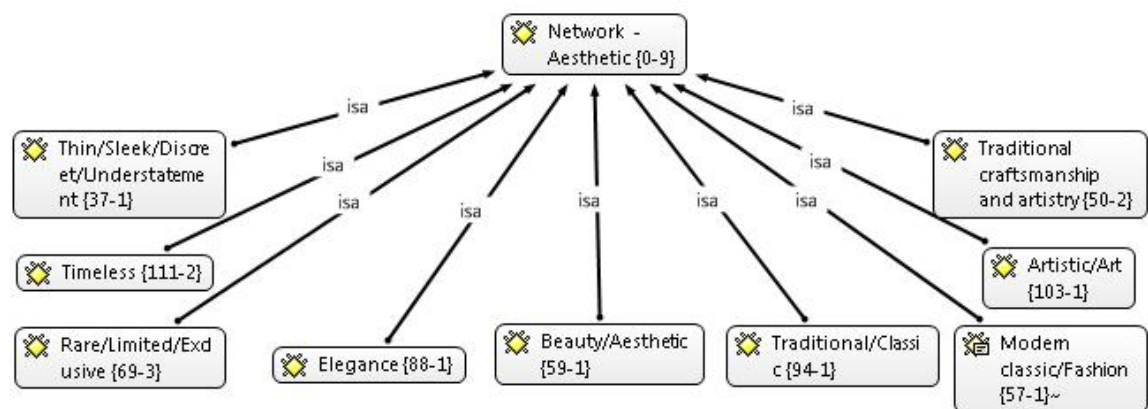 Network -
Aesthetic {0-9}
isa
isa
isa
isa
isa
isa
isa
isa
isa
Thin/Sleek/Discre
et/Understateme
nt {37-1}
Traditional
craftsmanship
and artistry {50-2}
Timeless {111-2}
Artistic/Art
{103-1}
Rare/Limited/Exd
usive {69-3}
Elegance {88-1}
Beauty/Aesthetic
{59-1}
Traditional/Classi
c {94-1}
Modern
classic/Fashion
{57-1}~